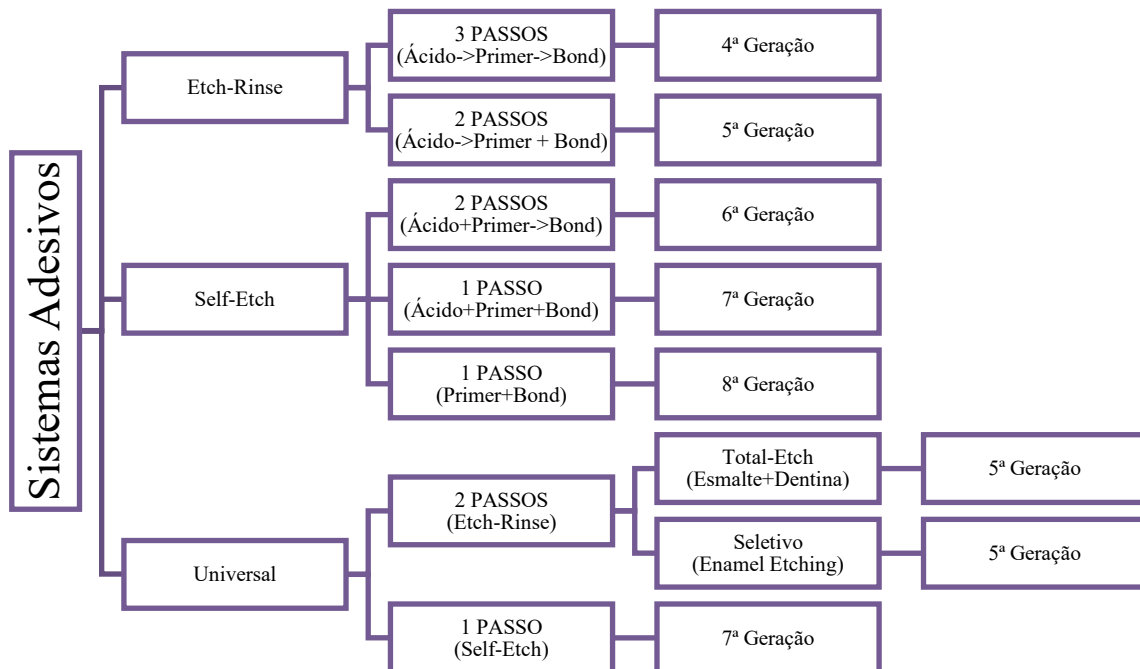 Sistemas Adesivos
Etch-Rinse
3 PASSOS
(Ácido->Primer->Bond)
4ª Geração
2 PASSOS
(Ácido->Primer + Bond)
5ª Geração
Self-Etch
2 PASSOS
(Ácido+Primer->Bond)
6ª Geração
1 PASSO
(Ácido+Primer+Bond)
7ª Geração
1 PASSO
(Primer+Bond)
8ª Geração
Universal
2 PASSOS
(Etch-Rinse)
Total-Etch
(Esmalte+Dentina)
5ª Geração
Seletivo
(Enamel Etching)
5ª Geração
1 PASSO
(Self-Etch)
7ª Geração